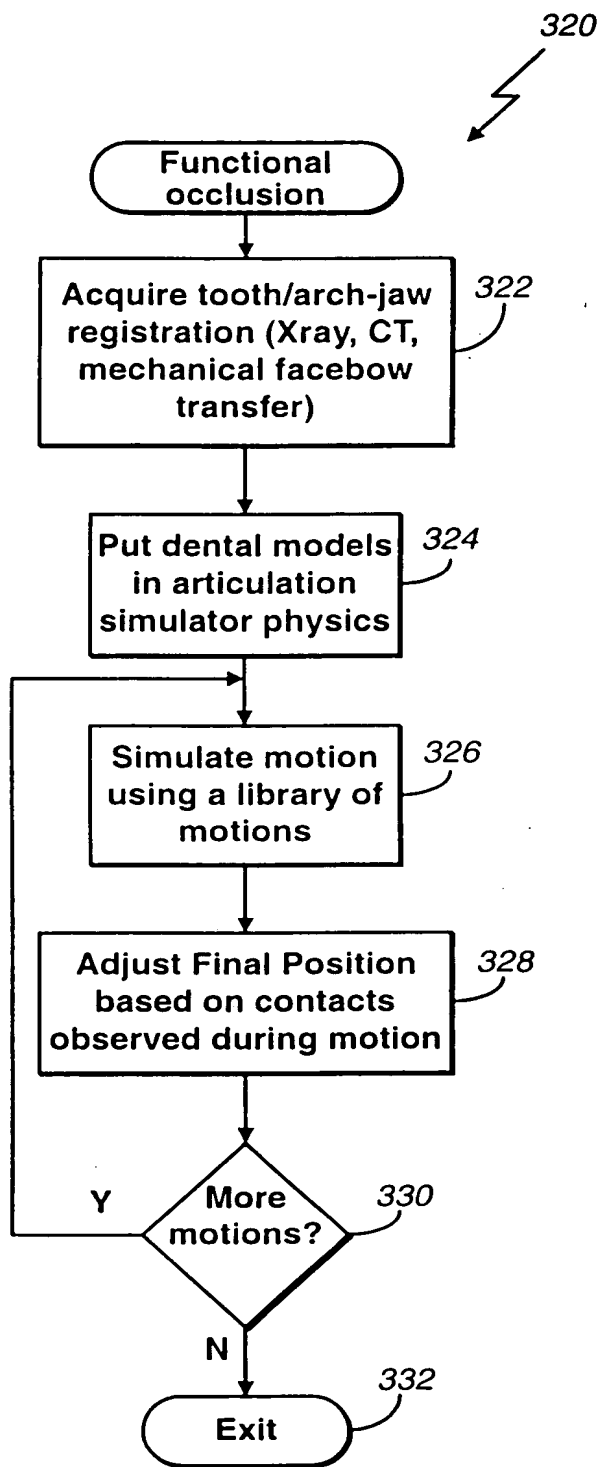 320
Functional
occlusion
Acquire tooth/arch-jaw
registration (Xray, CT,
mechanical facebow
transfer)
322
Put dental models
in articulation
simulator physics
324
Simulate motion
using a library of
motions
326
Adjust Final Position
based on contacts
observed during motion
328
More
motions?
330
Y
N
Exit
332